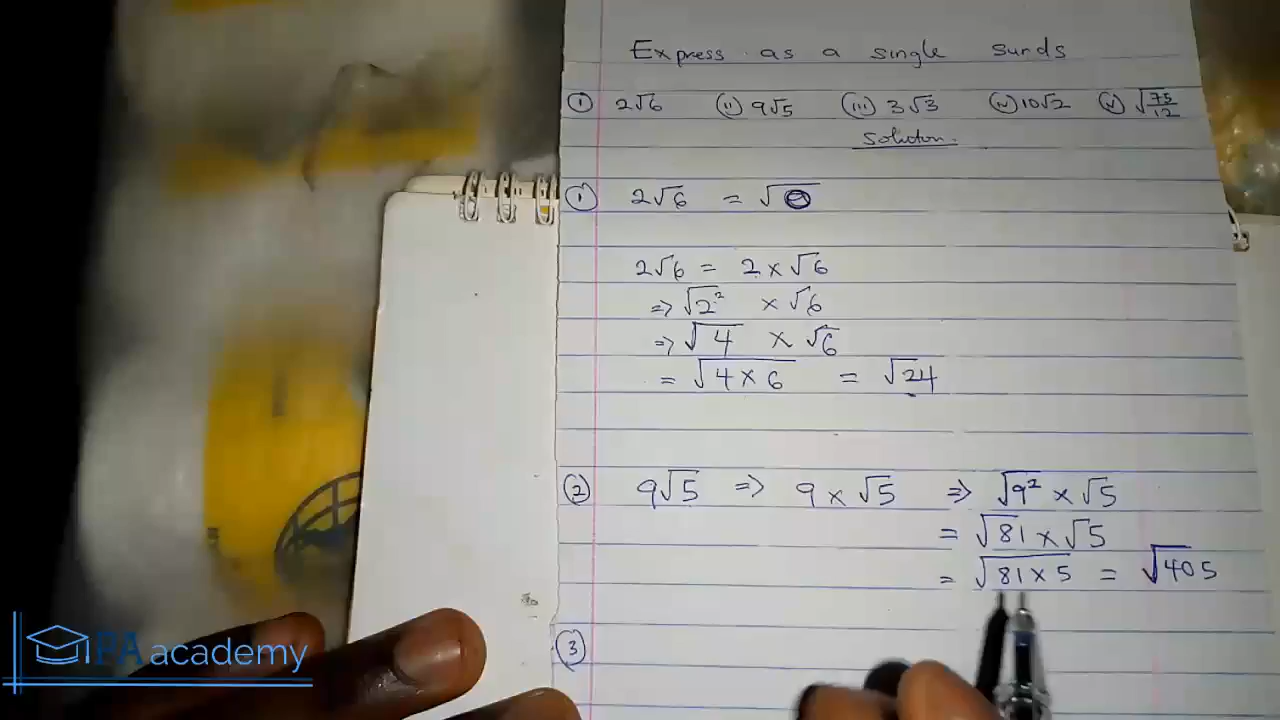 Express as a single surds
(i) 2√6 (ii) 9√5 (iii) 3√3 (iv) 10√2 (v) √75/12
Solution.
(1) 2√6 = √
2√6 = 2 × √6
=> √2² × √6
=> √4 × √6
= √4 × 6 = √24
(2) 9√5 => 9 × √5 => √9² × √5
= √81 × √5
= √81 × 5 = √405
(3)
PA academy